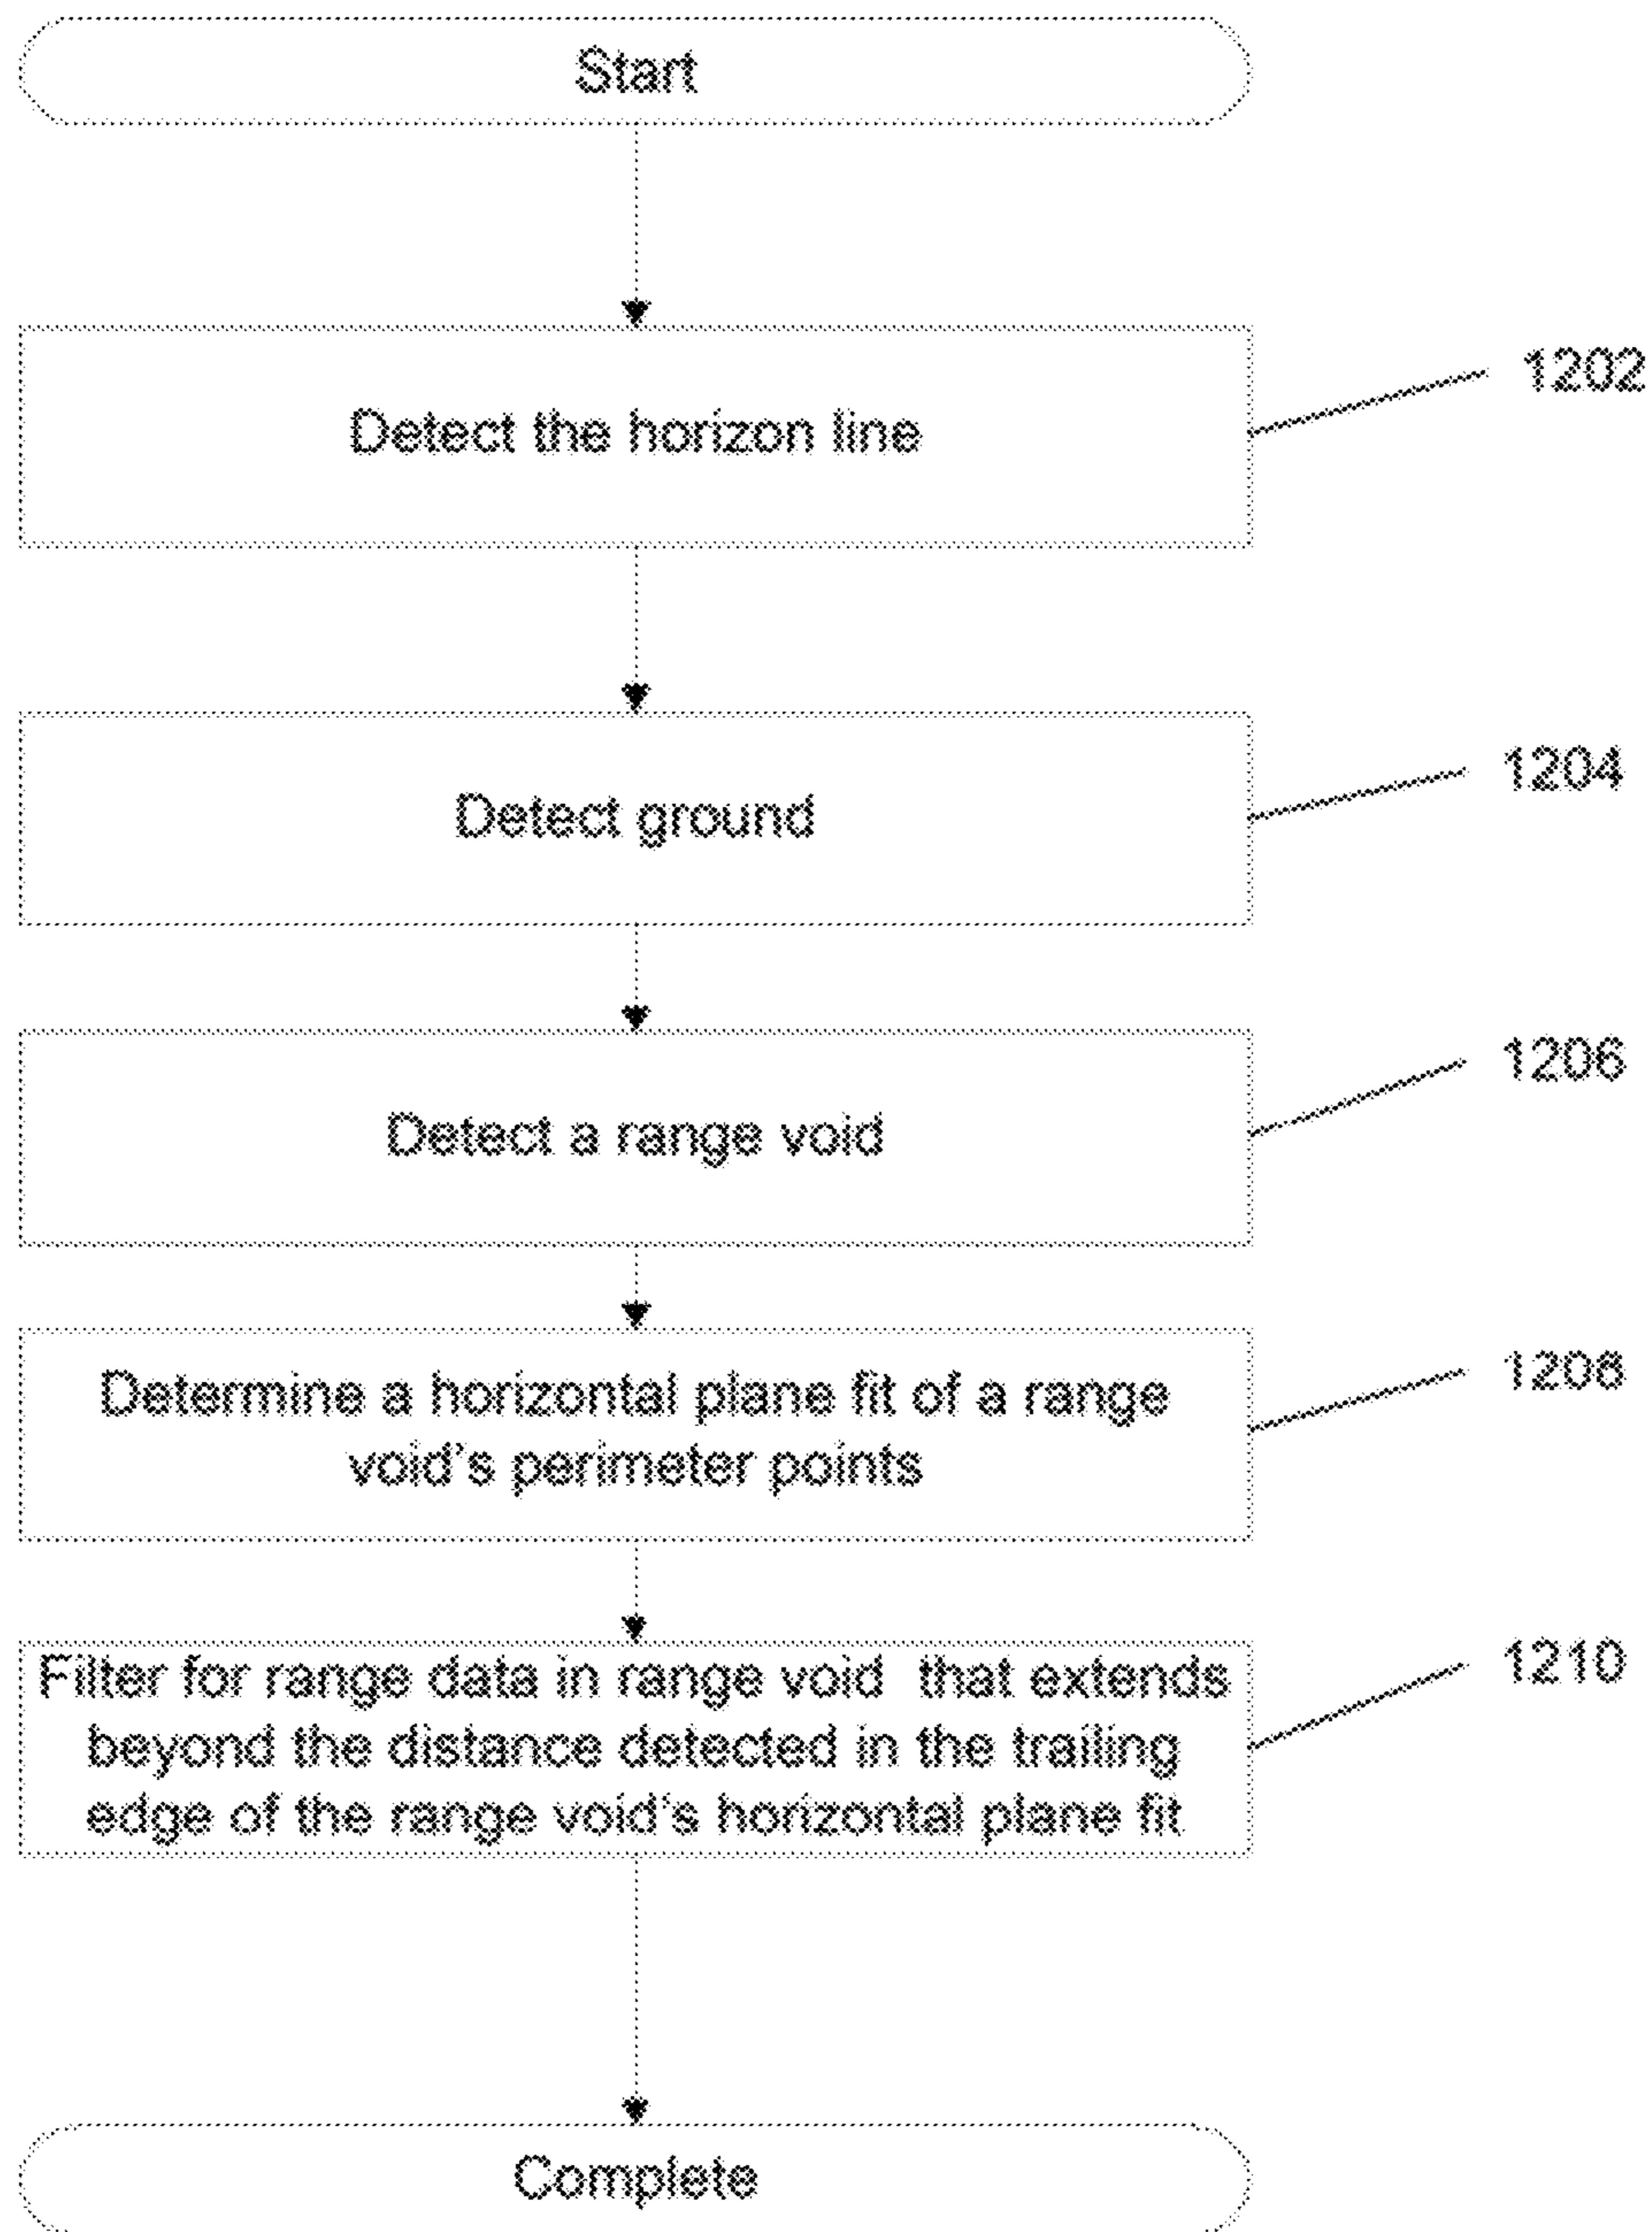 Start
Detect the horizon line
1202
Detect ground
1204
Detect a range void
1206
Determine a horizontal plane fit of a range
void's perimeter points
1208
Filter for range data in range void that extends
beyond the distance detected in the trailing
edge of the range void's horizontal plane fit
1210
Complete